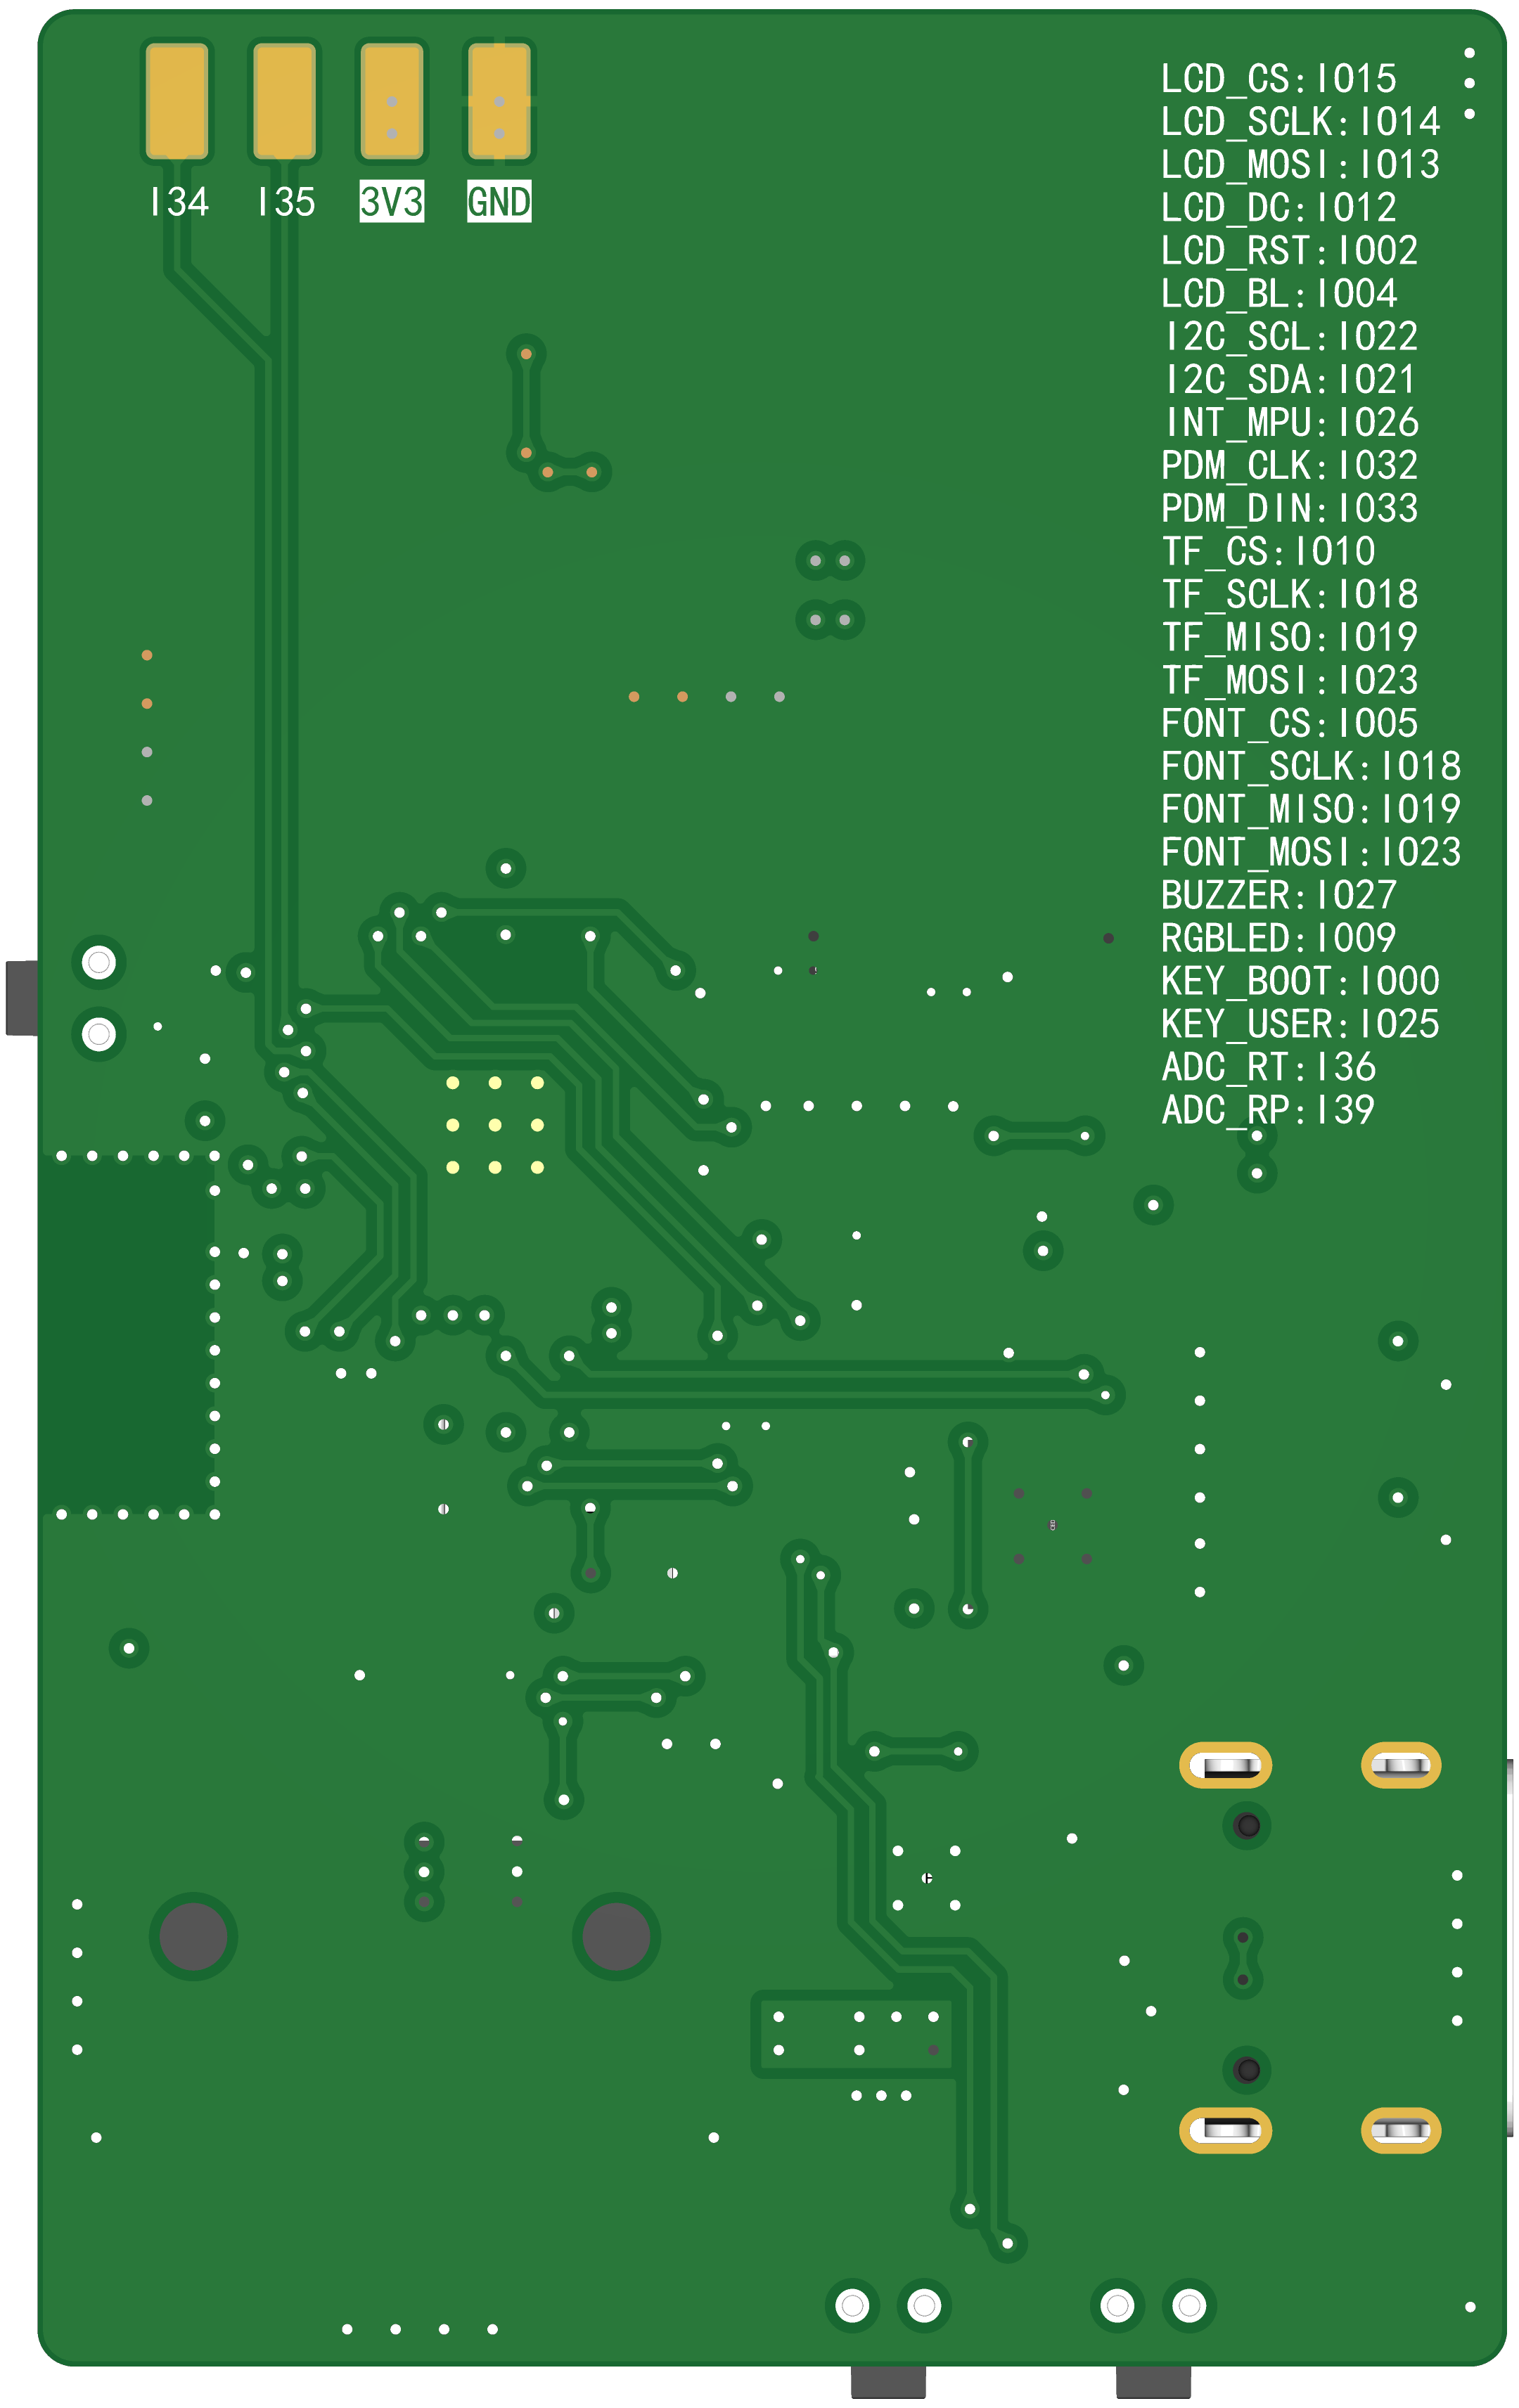 LCD_CS:IO15
LCD_SCLK:IO14
LCD_MOSI:IO13
LCD_DC:IO12
LCD_RST:IO02
LCD_BL:IO04
I2C_SCL:IO22
I2C_SDA:IO21
INT_MPU:IO26
PDM_CLK:IO32
PDM_DIN:IO33
TF_CS:IO10
TF_SCLK:IO18
TF_MISO:IO19
TF_MOSI:IO23
FONT_CS:IO05
FONT_SCLK:IO18
FONT_MISO:IO19
FONT_MOSI:IO23
BUZZER:IO27
RGBLED:IO09
KEY_BOOT:IO00
KEY_USER:IO25
ADC_RT:I36
ADC_RP:I39
I34 I35 3V3 GND